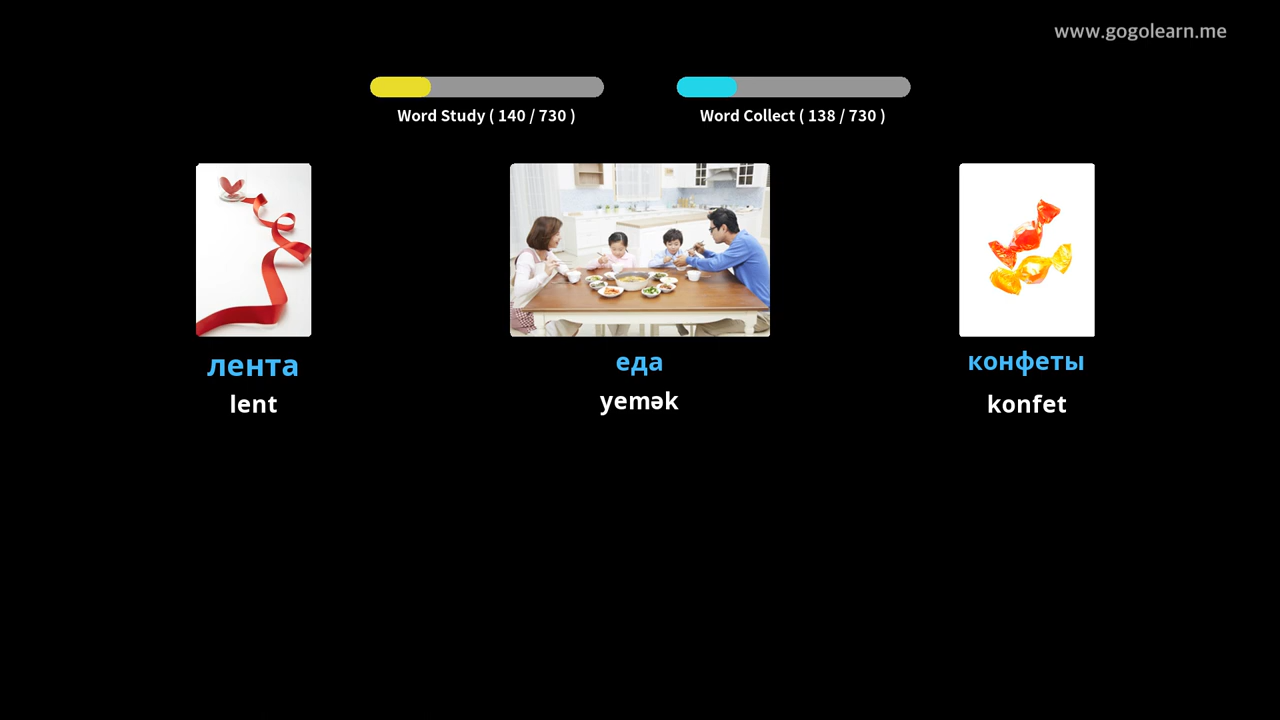 www.gogolearn.me
Word Study ( 140 / 730 )
Word Collect ( 138 / 730 )
лента
lent
еда
yemək
конфеты
konfet